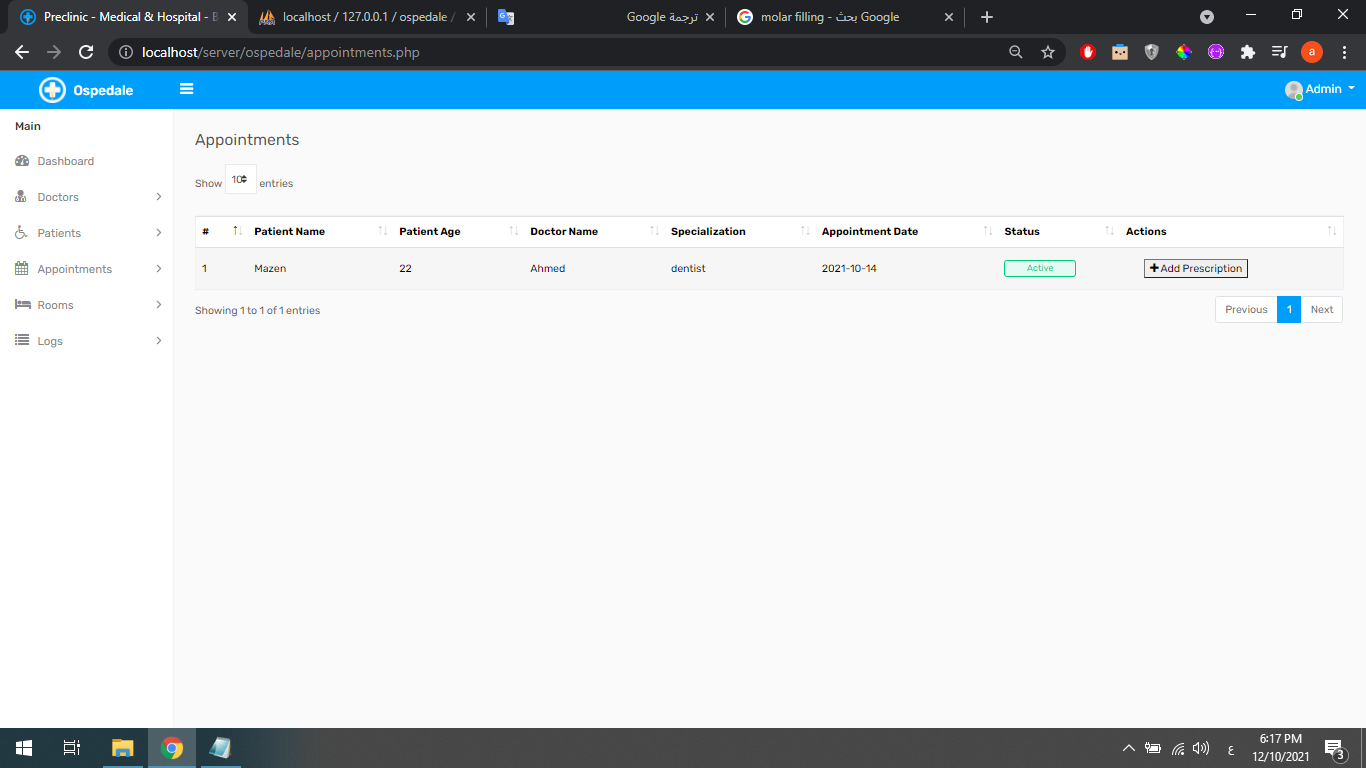 Preclinic - Medical & Hospital - B
localhost / 127.0.0.1 / ospedale /
ترجمة Google
molar filling - بحث Google
localhost/server/ospedale/appointments.php
a
Ospedale
Admin
Main
Dashboard
Doctors
Patients
Appointments
Rooms
Logs
Appointments
Show 10 entries
# Patient Name Patient Age Doctor Name Specialization Appointment Date Status Actions
1 Mazen 22 Ahmed dentist 2021-10-14 Active Add Prescription
Showing 1 to 1 of 1 entries
Previous 1 Next
ع
6:17 PM
12/10/2021
3